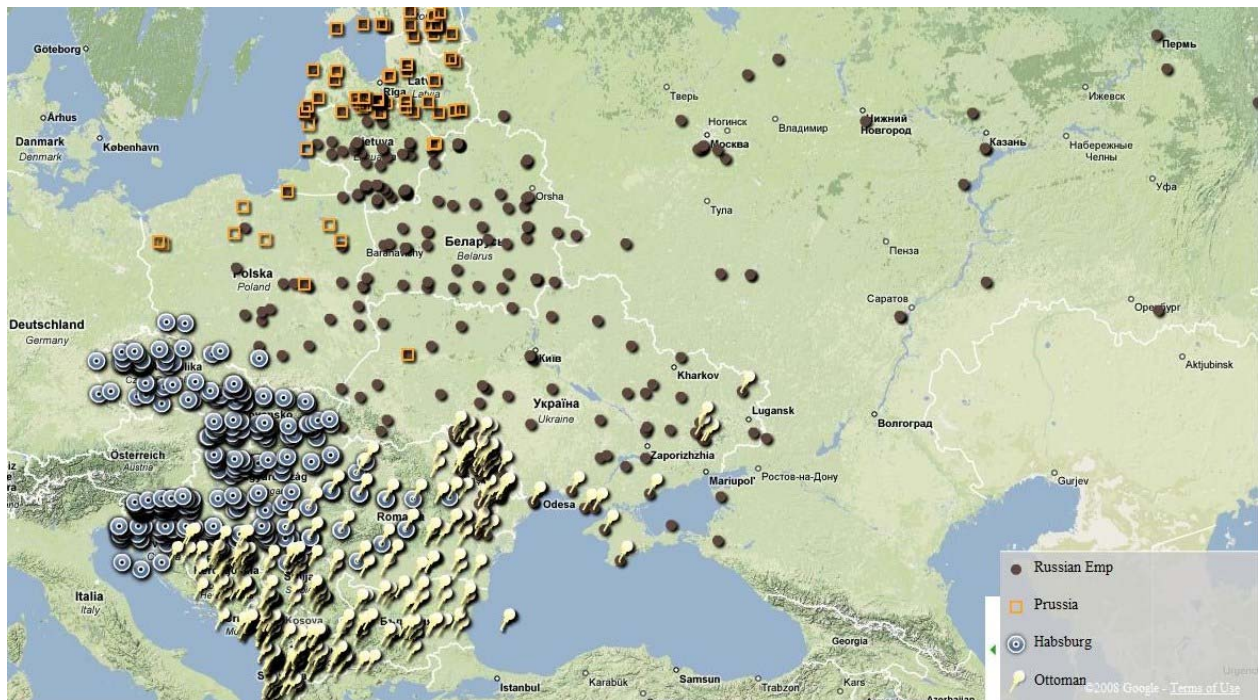 Göteborg
Пермь
Rīga
Latvia
Тверь
Ижевск
Århus
Ногинск
Владимир
Нижний
Новгород
Danmark
Denmark
København
Москва
Казань
Набережные
Челны
Orsha
Уфа
Тула
Baranavichy
Беларусь
Belarus
Пенза
Polska
Poland
Саратов
Deutschland
Germany
Київ
Aktjubinsk
Kharkov
Україна
Ukraine
Lugansk
Волгоград
Österreich
Austria
Zaporizhzhia
Mariupol'
Ростов-на-Дону
Gurjev
Odesa
Roma
Italia
Italy
Kosova
Russian Emp
Prussia
Habsburg
Ottoman
Georgia
Istanbul
Karabük
Samsun
Trabzon
Kars
©2008 Google - Terms of Use